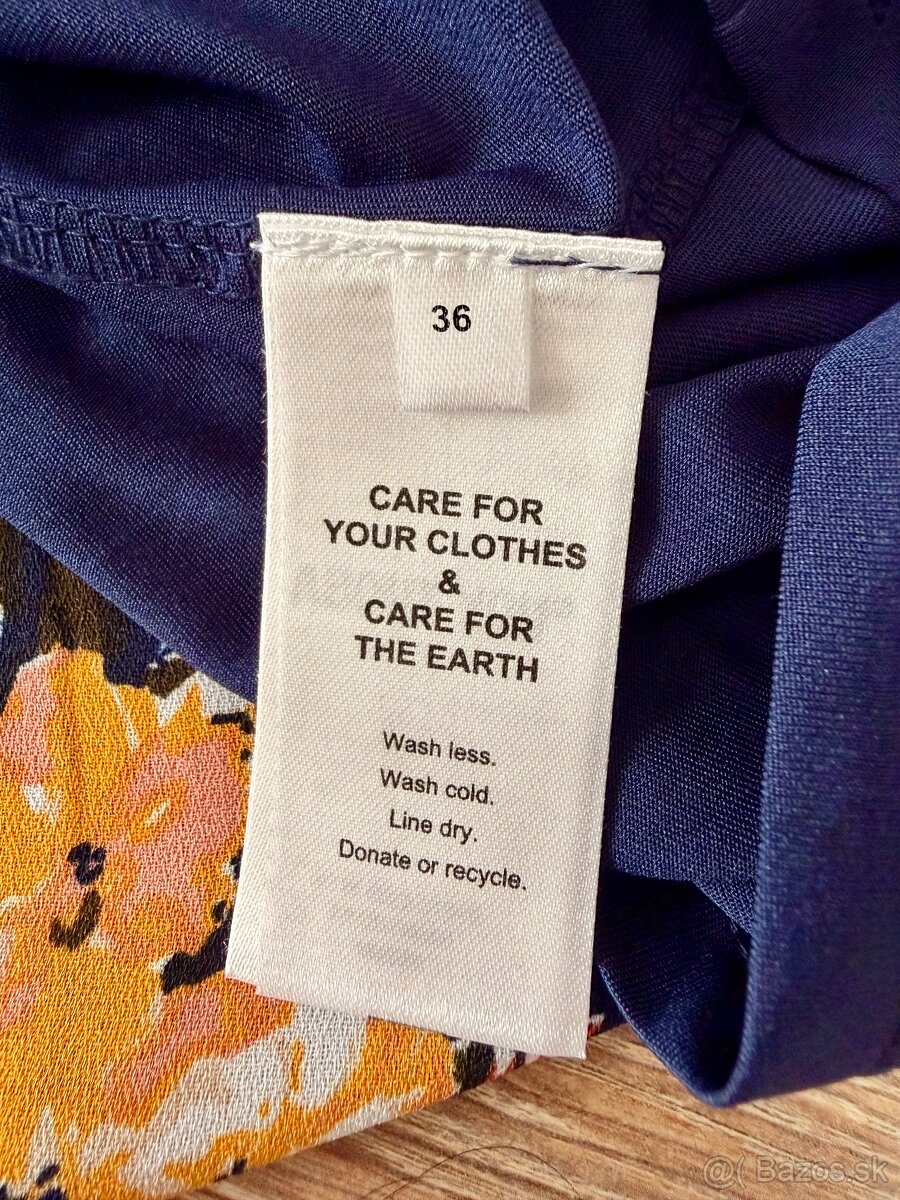 36
CARE FOR
YOUR CLOTHES
&
CARE FOR
THE EARTH
Wash less.
Wash cold.
Line dry.
Donate or recycle.
@( Bazos.sk